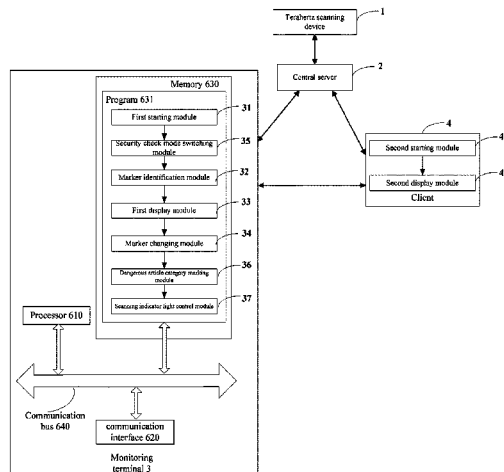 1
Terahertz scanning
device
2
Central server
Memory 630
Program 631
31
First starting module
35
Security check mode switching
module
32
Marker identification module
33
First display module
34
Marker changing module
36
Dangerous article category marking
module
37
Scanning indicator light control module
4
4
Second starting module
4
Second display module
Client
Processor 610
Communication
bus 640
communication
interface 620
Monitoring
terminal 3